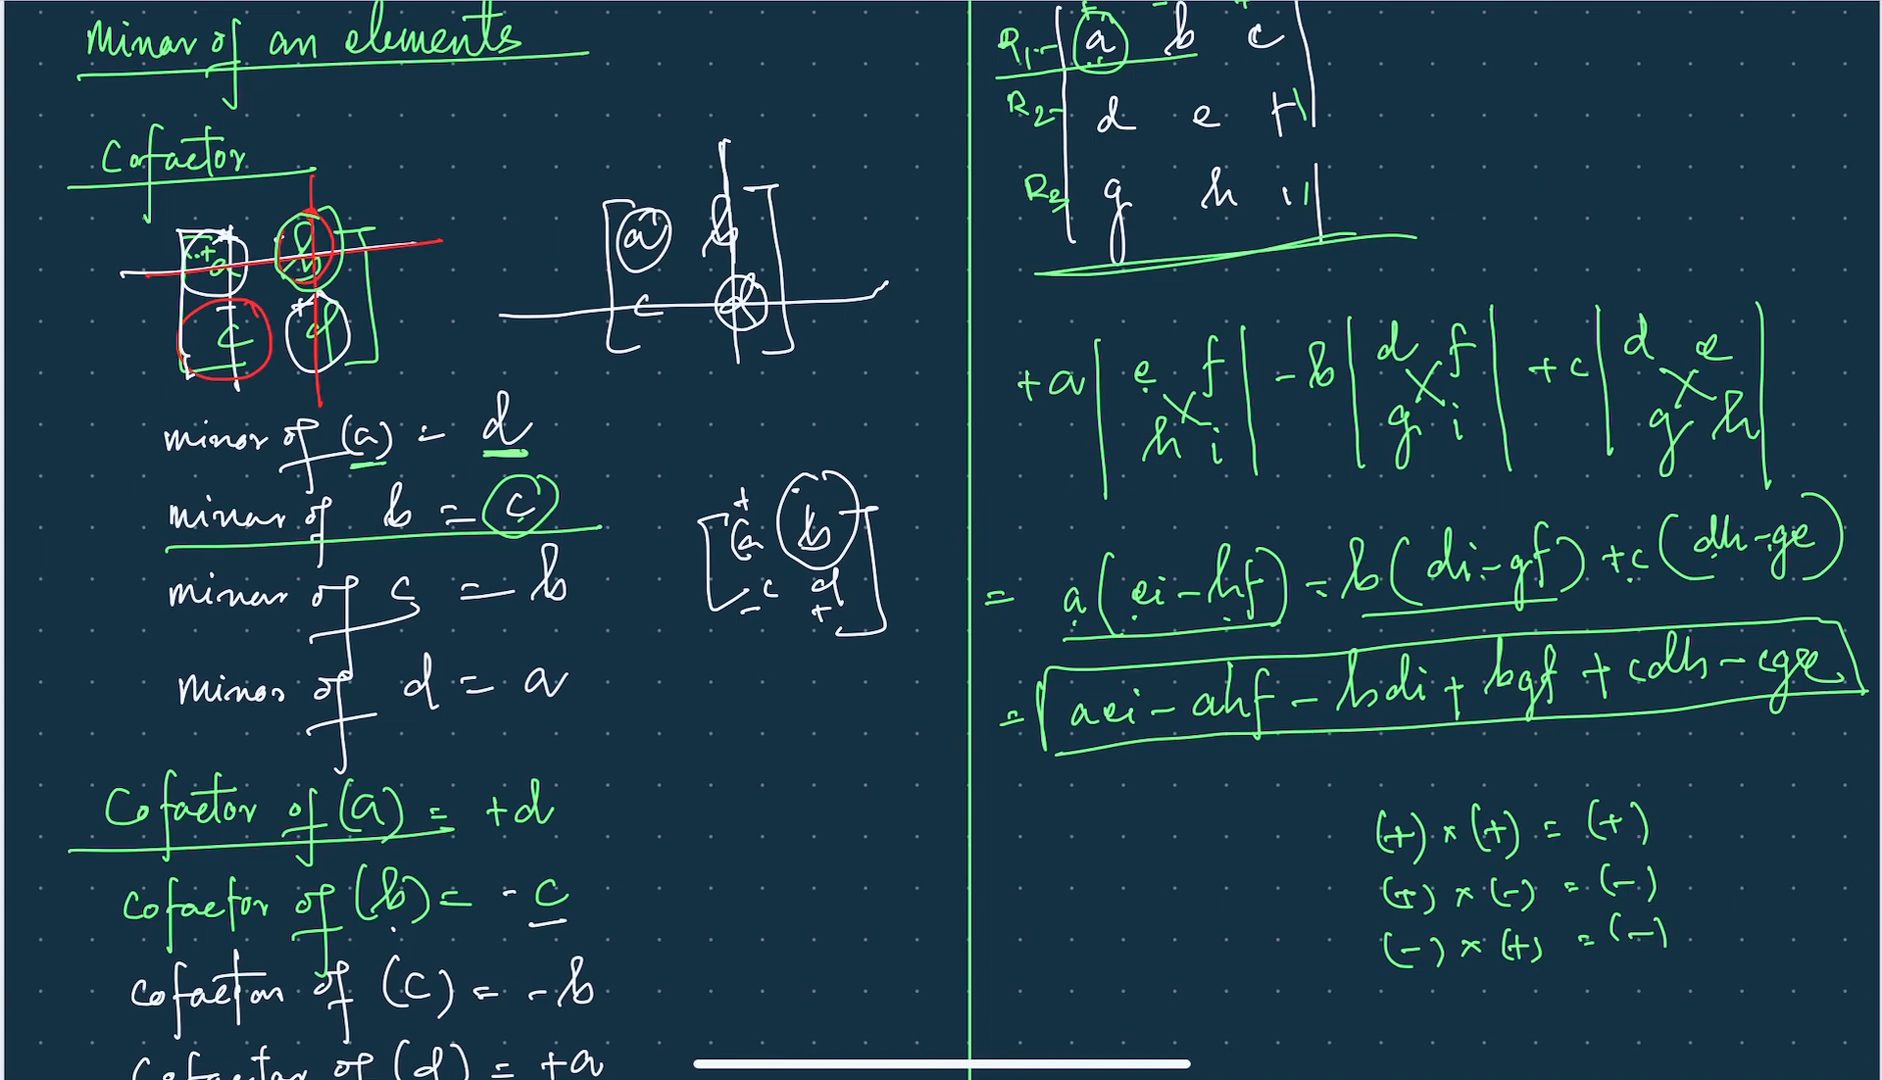 Minor of an elements
Cofactor
+a b
c +d
a b
c d
minor of (a) = d
minor of b = c
minor of c = b
minor of d = a
+a b
-c d+
Cofactor of (a) = +d
Cofactor of (b) = - c
cofactor of (c) = - b
Cofactor of (d) = +a
R1- a b c
R2- d e f
g h i
+a | e f | - b | d f | + c | d e |
| h i | | g i | | g h |
= a(ei - hf) - b(di - gf) + c(dh - ge)
= aei - ahf - bdi + bgf + cdh - cge
(+) × (+) = (+)
(+) × (-) = (-)
(-) × (+) = (-)